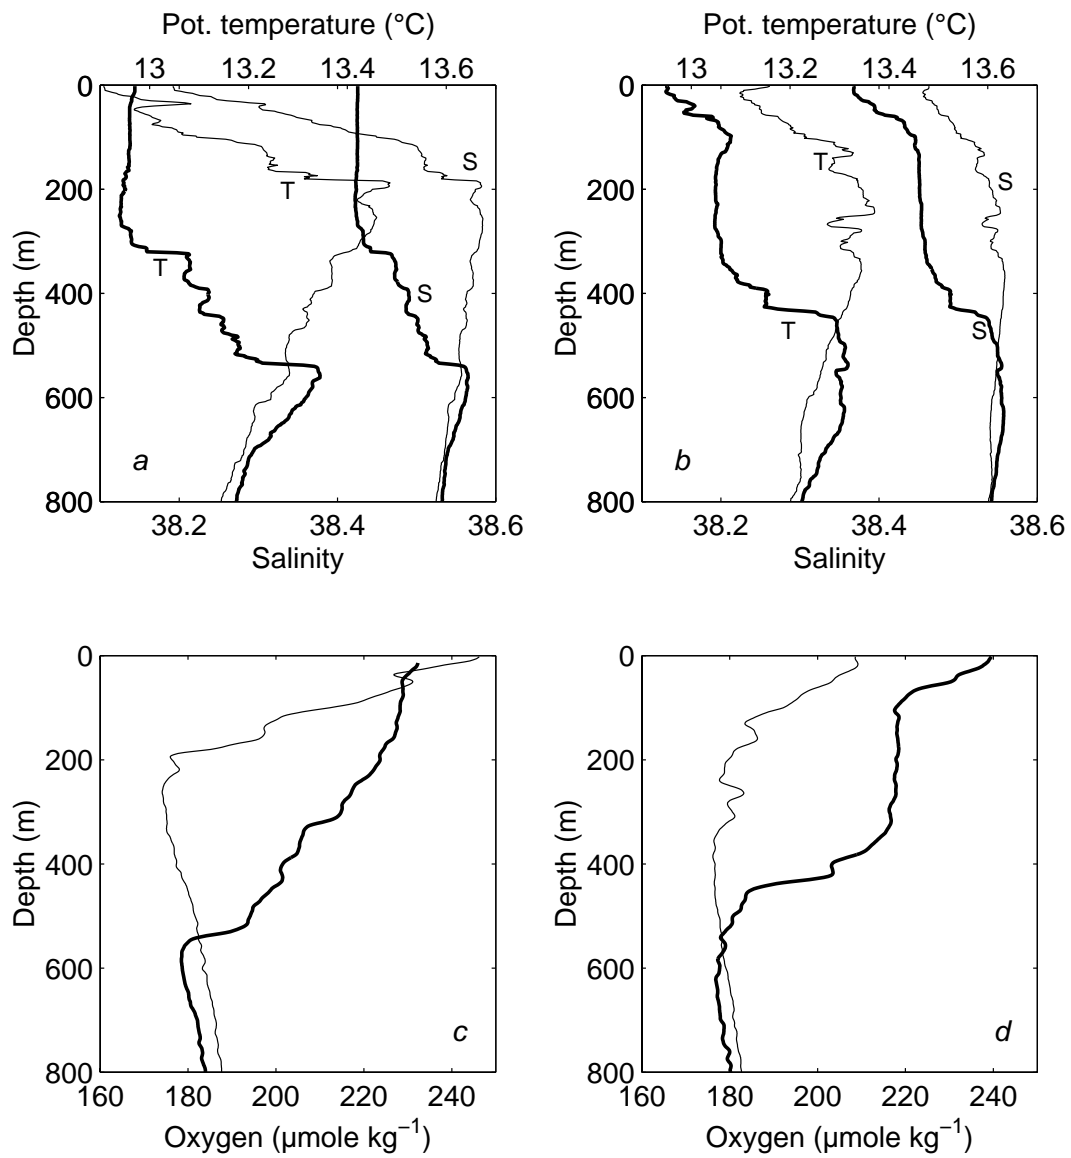 Pot. temperature (°C)
13 13.2 13.4 13.6
0
200
400
600
800
Depth (m)
T
S
T
S
a
38.2 38.4 38.6
Salinity
Pot. temperature (°C)
13 13.2 13.4 13.6
0
200
400
600
800
Depth (m)
T
S
T
S
b
38.2 38.4 38.6
Salinity
0
200
400
600
800
Depth (m)
c
160 180 200 220 240
Oxygen (µmole kg⁻¹)
0
200
400
600
800
Depth (m)
d
160 180 200 220 240
Oxygen (µmole kg⁻¹)